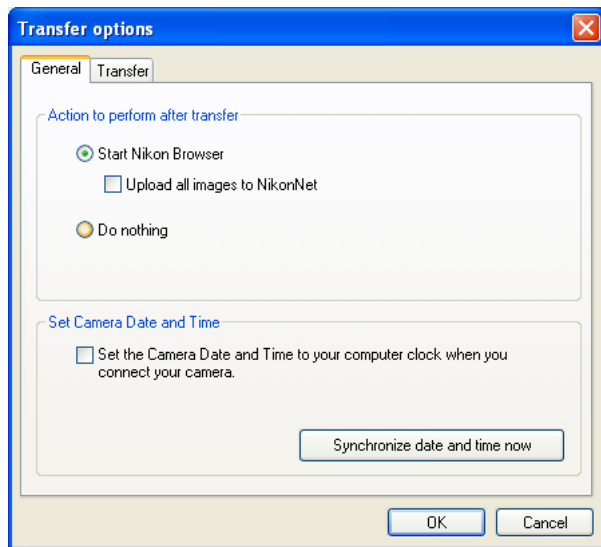 Transfer options
General
Transfer
Action to perform after transfer
Start Nikon Browser
Upload all images to NikonNet
Do nothing
Set Camera Date and Time
Set the Camera Date and Time to your computer clock when you
connect your camera.
Synchronize date and time now
OK
Cancel